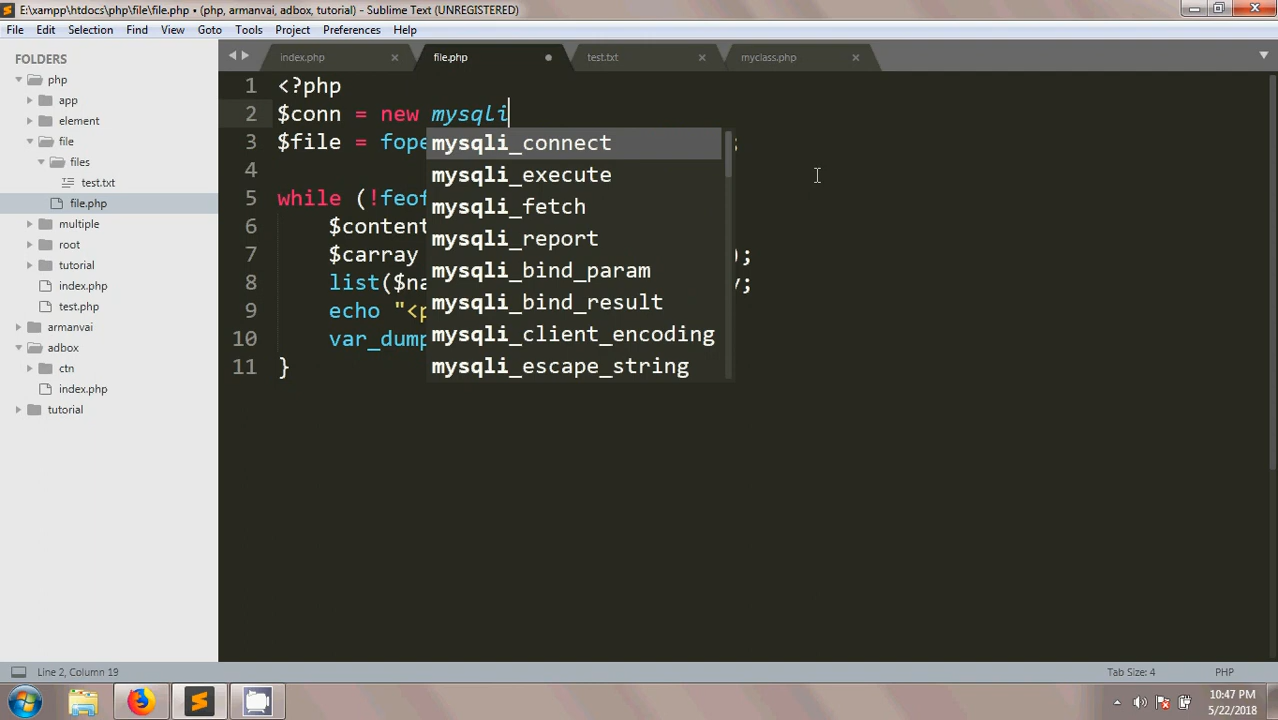 E:\xampp\htdocs\php\file\file.php • (php, armanvai, adbox, tutorial) - Sublime Text (UNREGISTERED)
File Edit Selection Find View Goto Tools Project Preferences Help
FOLDERS
php
app
element
file
files
test.txt
file.php
multiple
root
tutorial
index.php
test.php
armanvai
adbox
ctn
index.php
tutorial
index.php file.php test.txt myclass.php
1 <?php
2 $conn = new mysqli
3 $file = fope ;
4
5 while (!feof
6 $content
7 $carray );
8 list($na y;
9 echo "<p
10 var_dump
11 }
mysqli_connect
mysqli_execute
mysqli_fetch
mysqli_report
mysqli_bind_param
mysqli_bind_result
mysqli_client_encoding
mysqli_escape_string
Line 2, Column 19 Tab Size: 4 PHP
10:47 PM
5/22/2018